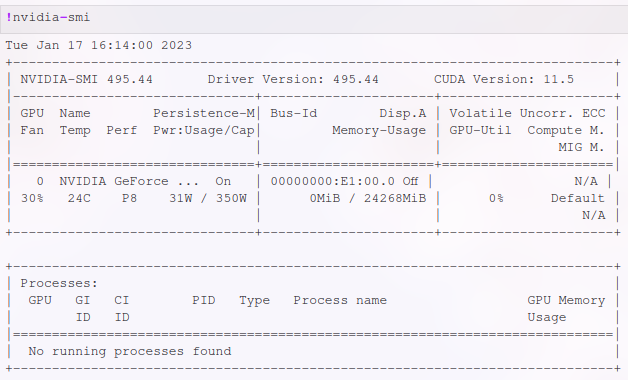 !nvidia-smi
Tue Jan 17 16:14:00 2023
+-----------------------------------------------------------------------------+
| NVIDIA-SMI 495.44       Driver Version: 495.44       CUDA Version: 11.5     |
|-------------------------------+----------------------+----------------------+
| GPU  Name        Persistence-M| Bus-Id        Disp.A | Volatile Uncorr. ECC |
| Fan  Temp  Perf  Pwr:Usage/Cap|         Memory-Usage | GPU-Util  Compute M. |
|                               |                      |               MIG M. |
|===============================+======================+======================|
|   0  NVIDIA GeForce ...  On   | 00000000:E1:00.0 Off |                  N/A |
| 30%   24C    P8    31W / 350W |      0MiB / 24268MiB |      0%      Default |
|                               |                      |                  N/A |
+-------------------------------+----------------------+----------------------+

+-----------------------------------------------------------------------------+
| Processes:                                                                  |
|  GPU   GI   CI        PID   Type   Process name                  GPU Memory |
|        ID   ID                                                   Usage      |
|=============================================================================|
|  No running processes found                                                 |
+-----------------------------------------------------------------------------+